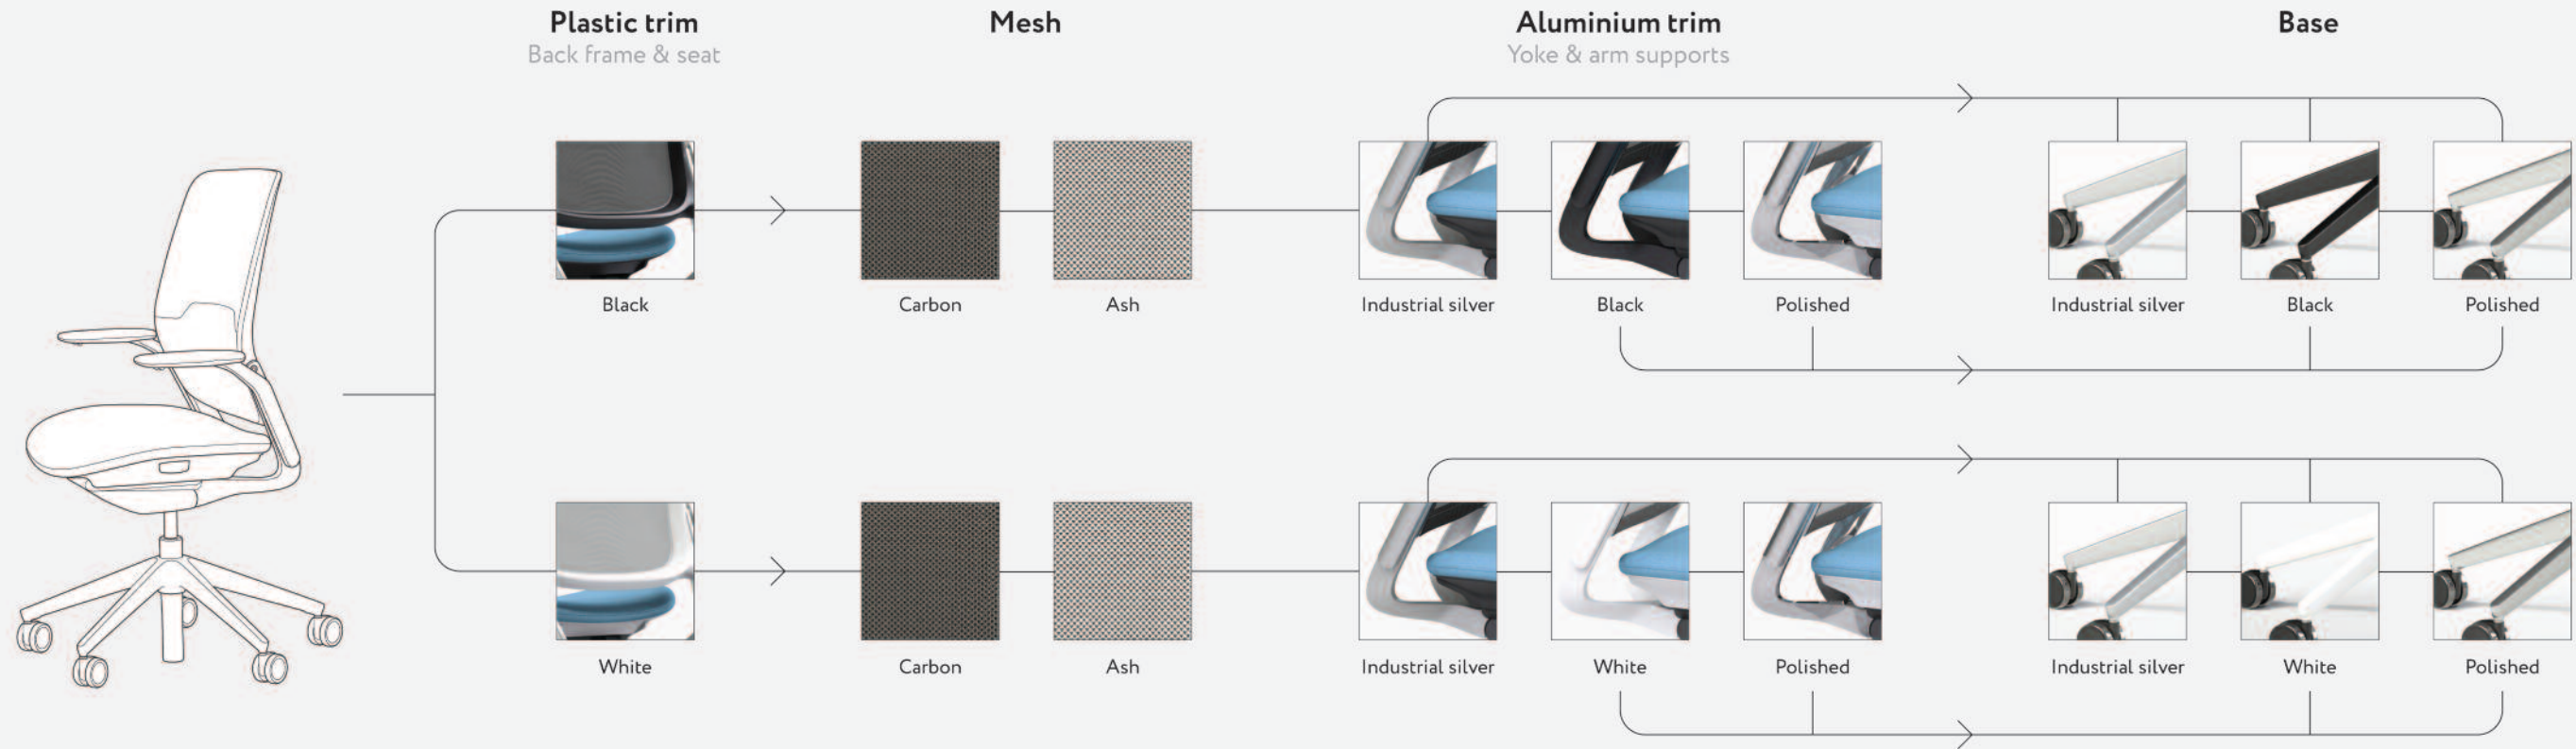 Plastic trim
Back frame & seat
Mesh
Aluminium trim
Yoke & arm supports
Base
Black
Carbon
Ash
Industrial silver
Black
Polished
Industrial silver
Black
Polished
White
Carbon
Ash
Industrial silver
White
Polished
Industrial silver
White
Polished